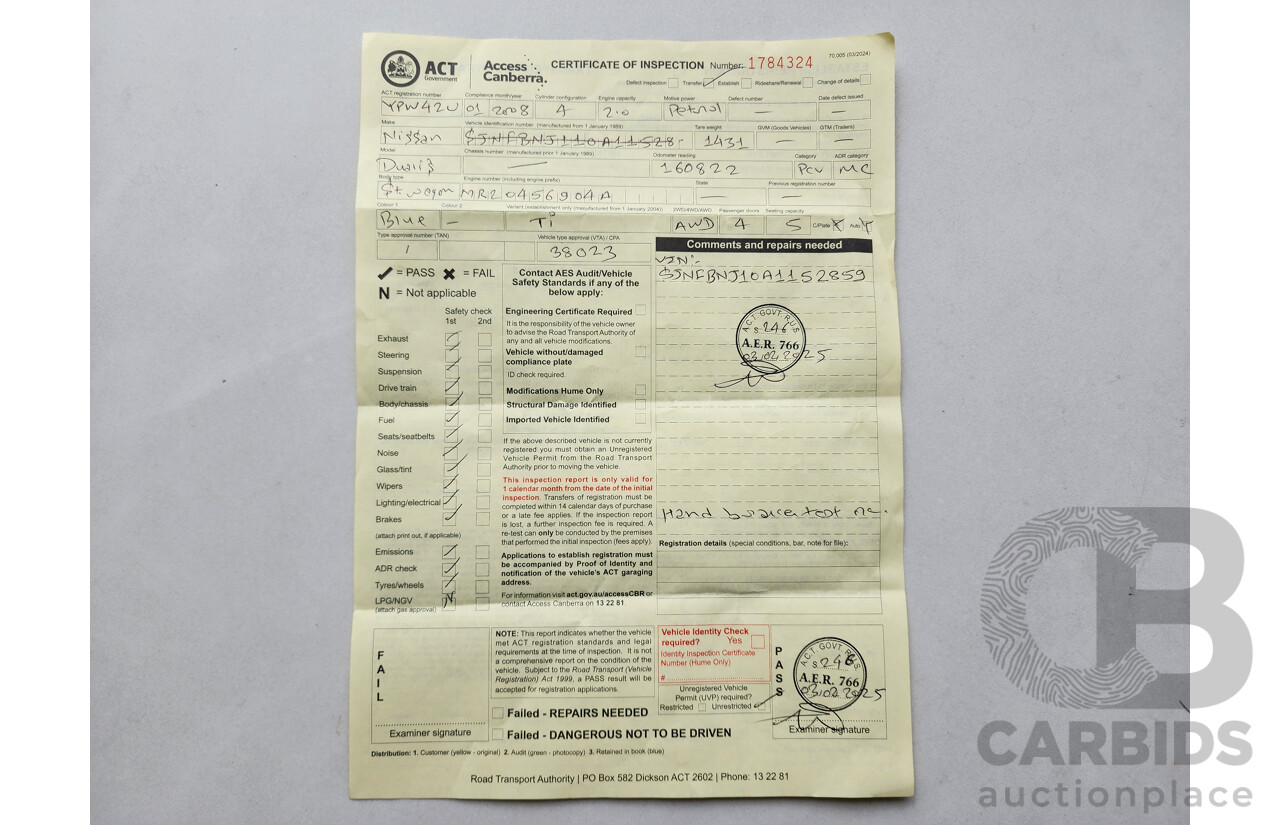 70.005 (03/2024)
ACT Government Access Canberra. CERTIFICATE OF INSPECTION Number: 1784324
Defect inspection Transfer Establish Rideshare/Renewal Change of details
ACT registration number Compliance month/year Cylinder configuration Engine capacity Motive power Defect number Date defect issued
YPW42U 01 2008 4 2.0 Petrol — —
Make Vehicle identification number (manufactured from 1 January 1989) Tare weight GVM (Goods Vehicles) GTM (Trailers)
Nissan SJNFBNJ110A11528- 1431 — —
Model Chassis number (manufactured prior 1 January 1989) Odometer reading Category ADR category
Dualis — 160822 PCV MC
Body type Engine number (including engine prefix) State Previous registration number
St. wagon MR20456904A — —
Colour 1 Colour 2 Variant (establishment only (manufactured from 1 January 2004)) 2WD/4WD/AWD Passenger doors Seating capacity
Blue — Ti AWD 4 5 C/Plate Auto
Type approval number (TAN) Vehicle type approval (VTA) / CPA
/ 38023
Comments and repairs needed
VIN:-
SJNFBNJ10A1152859
ACT. GOVT. R.U.S
S 246
A.E.R. 766
03.02.2025
Hand
Registration details (special conditions, bar, note for file):
✓ = PASS ✖ = FAIL
N = Not applicable
Safety check
1st 2nd
Exhaust
Steering
Suspension
Drive train
Body/chassis
Fuel
Seats/seatbelts
Noise
Glass/tint
Wipers
Lighting/electrical
Brakes
(attach print out, if applicable)
Emissions
ADR check
Tyres/wheels
LPG/NGV N
(attach gas approval)
Contact AES Audit/Vehicle
Safety Standards if any of the
below apply:
Engineering Certificate Required
It is the responsibility of the vehicle owner
to advise the Road Transport Authority of
any and all vehicle modifications.
Vehicle without/damaged
compliance plate
ID check required.
Modifications Hume Only
Structural Damage Identified
Imported Vehicle Identified
If the above described vehicle is not currently
registered you must obtain an Unregistered
Vehicle Permit from the Road Transport
Authority prior to moving the vehicle.
This inspection report is only valid for
1 calendar month from the date of the initial
inspection. Transfers of registration must be
completed within 14 calendar days of purchase
or a late fee applies. If the inspection report
is lost, a further inspection fee is required. A
re-test can only be conducted by the premises
that performed the initial inspection (fees apply).
Applications to establish registration must
be accompanied by Proof of Identity and
notification of the vehicle's ACT garaging
address.
For information visit act.gov.au/accessCBR or
contact Access Canberra on 13 22 81
FAIL
Examiner signature
NOTE: This report indicates whether the vehicle
met ACT registration standards and legal
requirements at the time of inspection. It is not
a comprehensive report on the condition of the
vehicle. Subject to the Road Transport (Vehicle
Registration) Act 1999, a PASS result will be
accepted for registration applications.
Failed - REPAIRS NEEDED
Failed - DANGEROUS NOT TO BE DRIVEN
Vehicle Identity Check
required? Yes
Identity Inspection Certificate
Number (Hume Only)
#
Unregistered Vehicle
Permit (UVP) required?
Restricted Unrestricted
PASS
ACT. GOVT R.U.S
S. 246
A.E.R. 766
03.02.2025
Examiner signature
Distribution: 1. Customer (yellow - original) 2. Audit (green - photocopy) 3. Retained in book (blue)
Road Transport Authority | PO Box 582 Dickson ACT 2602 | Phone: 13 22 81
CARBIDS
auctionplace